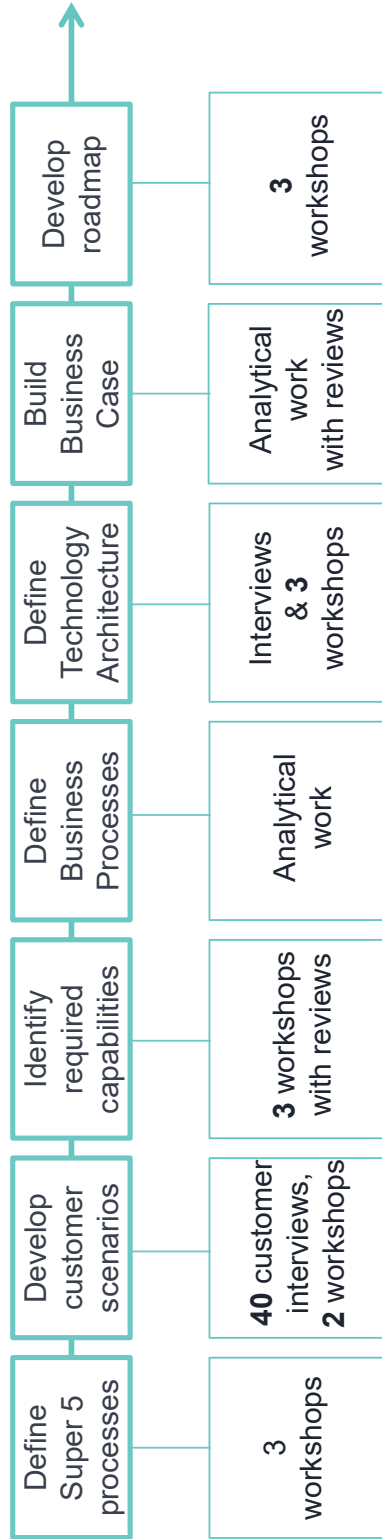 Define
Super 5
processes
3
workshops
Develop
customer
scenarios
40 customer
interviews,
2 workshops
Identify
required
capabilities
3 workshops
with reviews
Define
Business
Processes
Analytical
work
Define
Technology
Architecture
Interviews
& 3
workshops
Build
Business
Case
Analytical
work
with reviews
Develop
roadmap
3
workshops